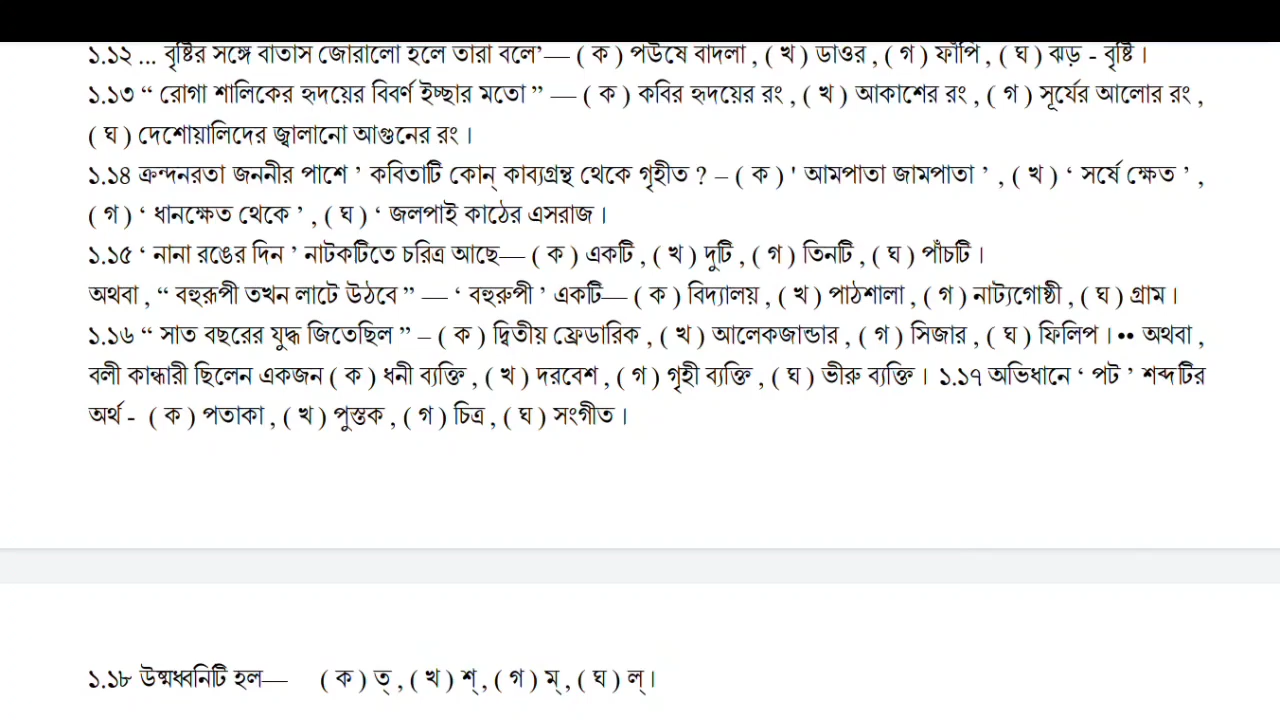 ১.১২ ... বৃষ্টির সঙ্গে বাতাস জোরালো হলে তারা বলে’— ( ক ) পউষে বাদলা , ( খ ) ডাওর , ( গ ) ফাঁপি , ( ঘ ) ঝড় - বৃষ্টি ।
১.১৩ “ রোগা শালিকের হৃদয়ের বিবর্ণ ইচ্ছার মতো ” — ( ক ) কবির হৃদয়ের রং , ( খ ) আকাশের রং , ( গ ) সূর্যের আলোর রং ,
( ঘ ) দেশোয়ালিদের জ্বালানো আগুনের রং ।
১.১৪ ক্রন্দনরতা জননীর পাশে ’ কবিতাটি কোন্ কাব্যগ্রন্থ থেকে গৃহীত ? – ( ক ) ' আমপাতা জামপাতা ’ , ( খ ) ‘ সর্ষে ক্ষেত ’ ,
( গ ) ‘ ধানক্ষেত থেকে ’ , ( ঘ ) ‘ জলপাই কাঠের এসরাজ ।
১.১৫ ‘ নানা রঙের দিন ’ নাটকটিতে চরিত্র আছে— ( ক ) একটি , ( খ ) দুটি , ( গ ) তিনটি , ( ঘ ) পাঁচটি ।
অথবা , “ বহুরূপী তখন লাটে উঠবে ” — ‘ বহুরুপী ’ একটি— ( ক ) বিদ্যালয় , ( খ ) পাঠশালা , ( গ ) নাট্যগোষ্ঠী , ( ঘ ) গ্রাম ।
১.১৬ “ সাত বছরের যুদ্ধ জিতেছিল ” – ( ক ) দ্বিতীয় ফ্রেডারিক , ( খ ) আলেকজান্ডার , ( গ ) সিজার , ( ঘ ) ফিলিপ । •• অথবা ,
বলী কান্ধারী ছিলেন একজন ( ক ) ধনী ব্যক্তি , ( খ ) দরবেশ , ( গ ) গৃহী ব্যক্তি , ( ঘ ) ভীরু ব্যক্তি । ১.১৭ অভিধানে ‘ পট ’ শব্দটির
অর্থ - ( ক ) পতাকা , ( খ ) পুস্তক , ( গ ) চিত্র , ( ঘ ) সংগীত ।
১.১৮ উষ্মধ্বনিটি হল— ( ক ) ত্ , ( খ ) শ্ , ( গ ) ম্ , ( ঘ ) ল্ ।